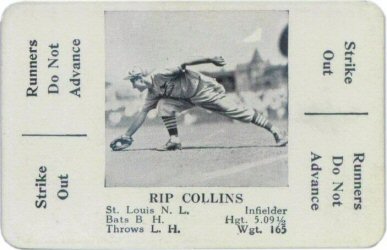 Runners
Do Not
Advance
Strike
Out
RIP COLLINS
St. Louis N. L. Infielder
Bats B H. Hgt. 5.09½
Throws L. H. Wgt. 165
Strike
Out
Runners
Do Not
Advance